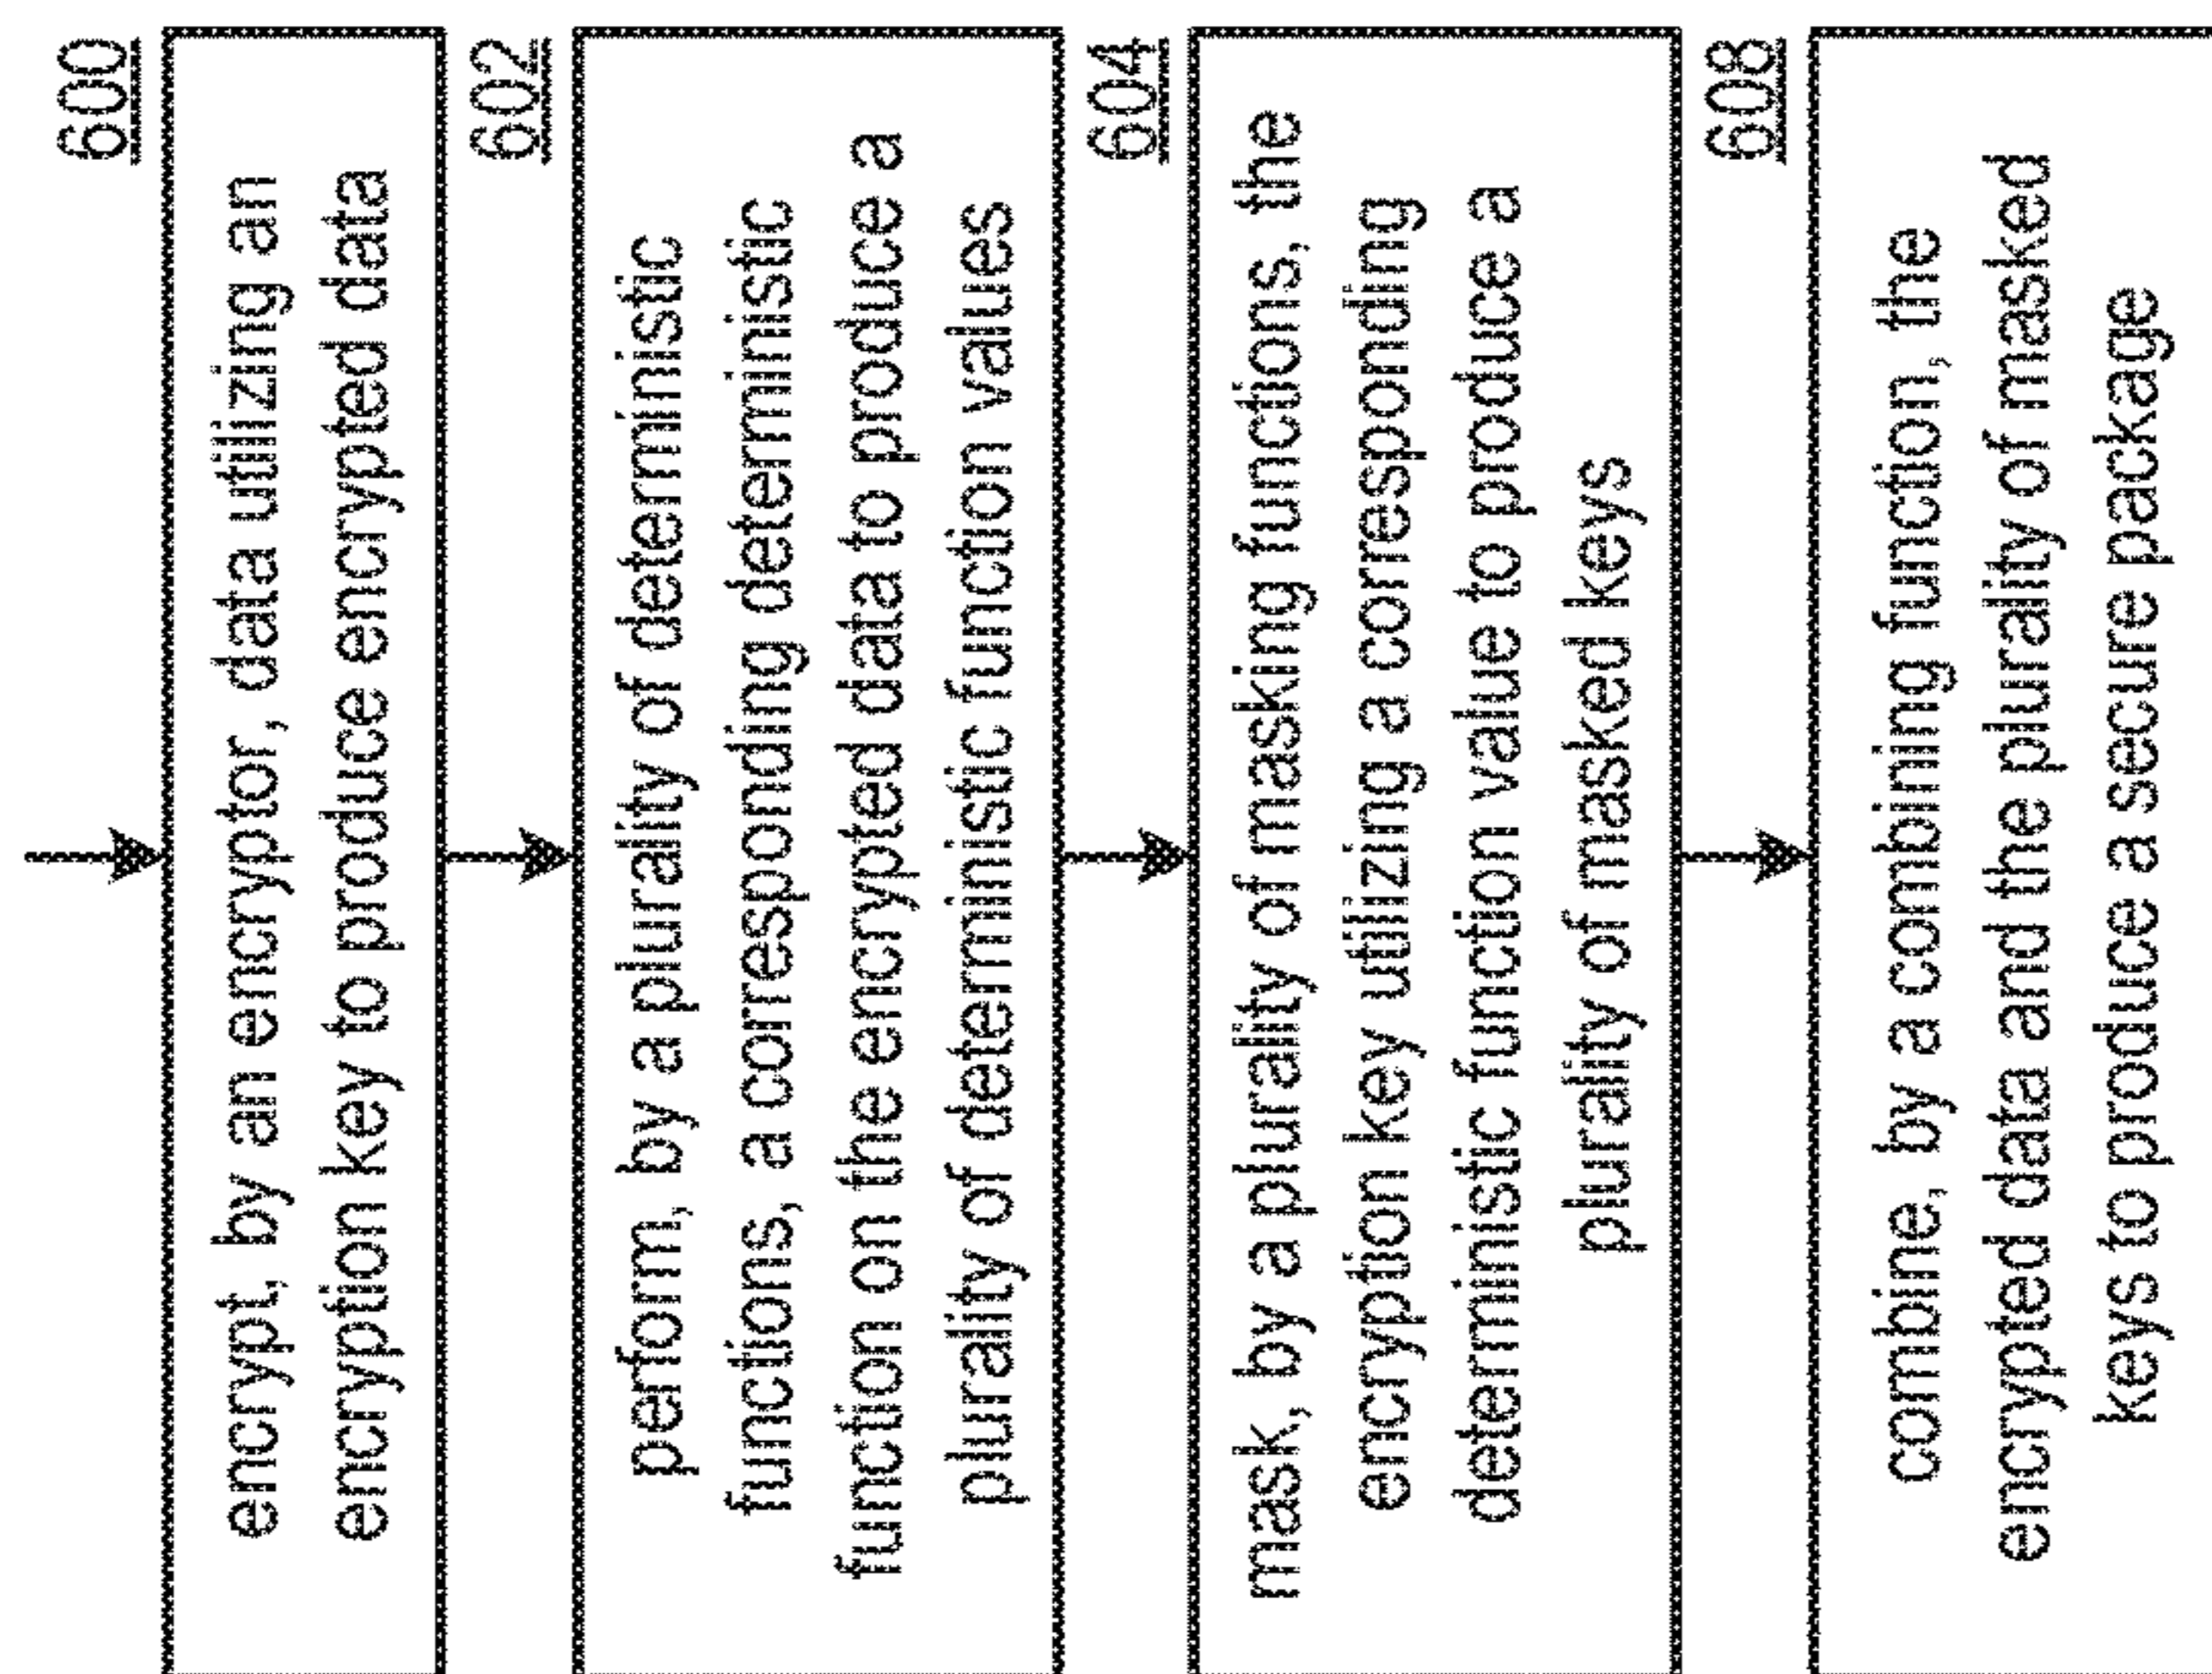 600
encrypt, by an encryptor, data utilizing an
encryption key to produce encrypted data
602
perform, by a plurality of deterministic
functions, a corresponding deterministic
function on the encrypted data to produce a
plurality of deterministic function values
604
mask, by a plurality of masking functions, the
encryption key utilizing a corresponding
deterministic function value to produce a
plurality of masked keys
608
combine, by a combining function, the
encrypted data and the plurality of masked
keys to produce a secure package